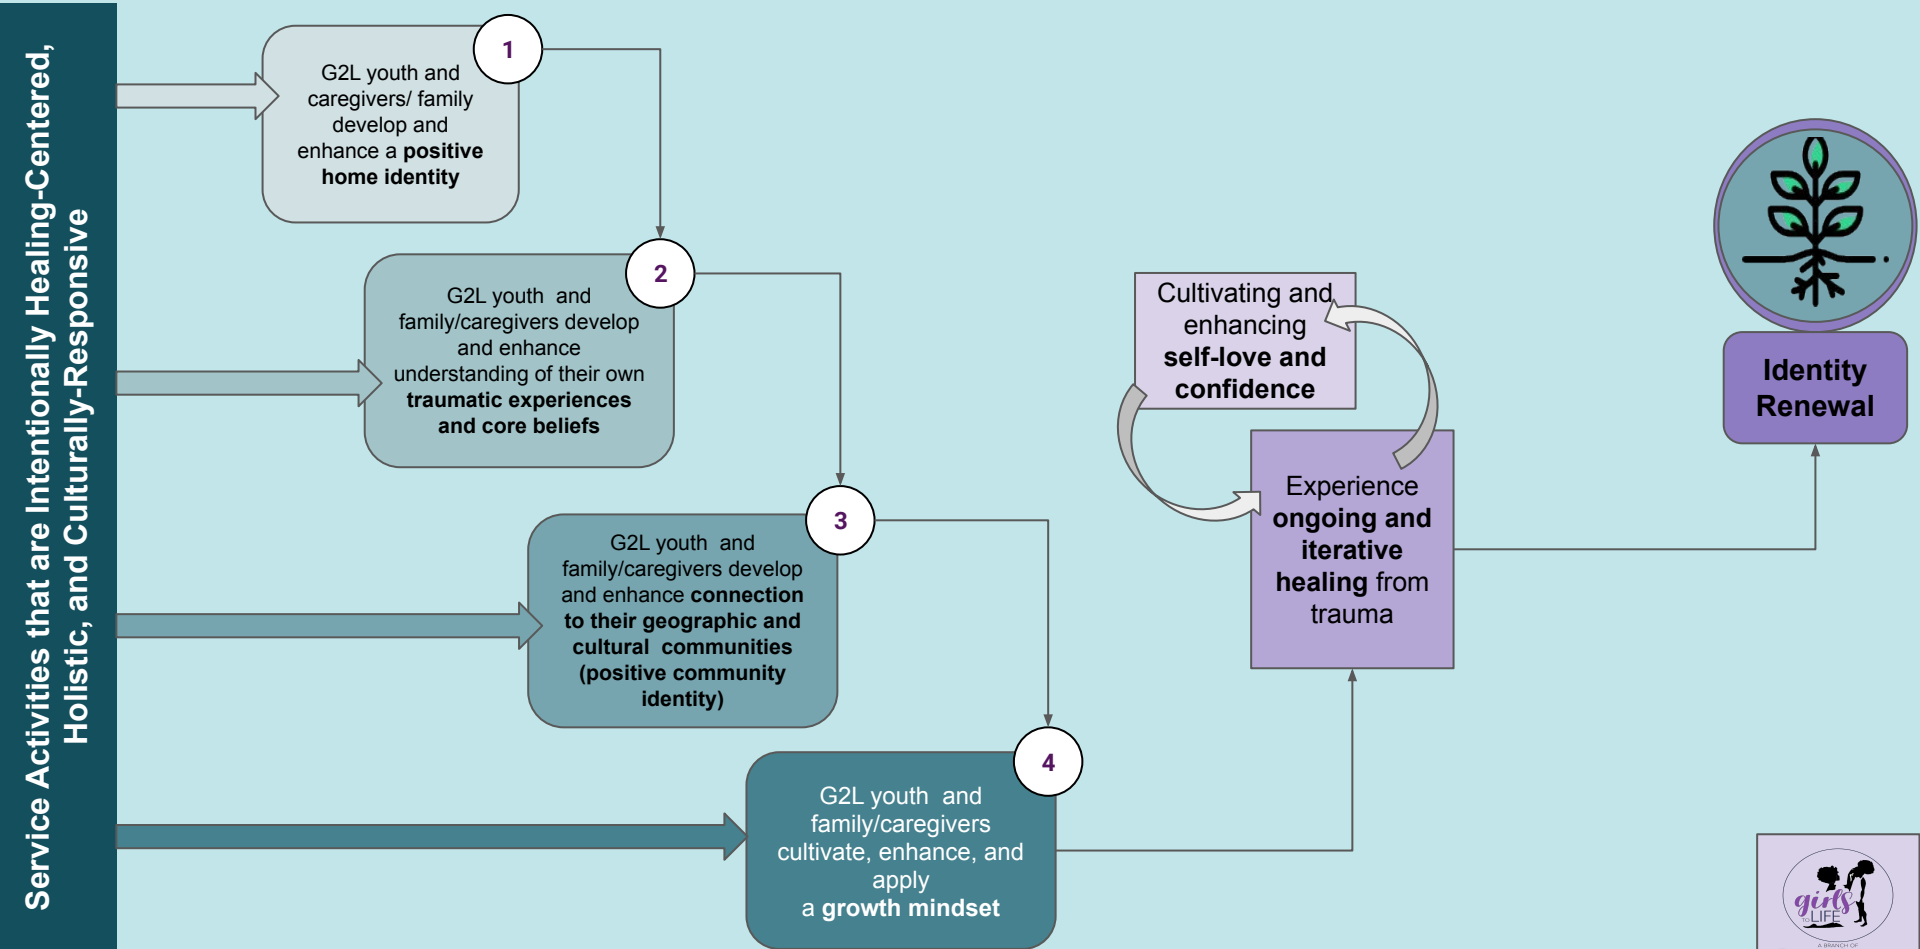 Service Activities that are Intentionally Healing-Centered,
Holistic, and Culturally-Responsive
1
G2L youth and
caregivers/ family
develop and
enhance a positive
home identity
2
G2L youth and
family/caregivers develop
and enhance
understanding of their own
traumatic experiences
and core beliefs
3
G2L youth and
family/caregivers develop
and enhance connection
to their geographic and
cultural communities
(positive community
identity)
4
G2L youth and
family/caregivers
cultivate, enhance, and
apply
a growth mindset
Cultivating and
enhancing
self-love and
confidence
Experience
ongoing and
iterative
healing from
trauma
Identity
Renewal
girls
TO LIFE
A BRANCH OF